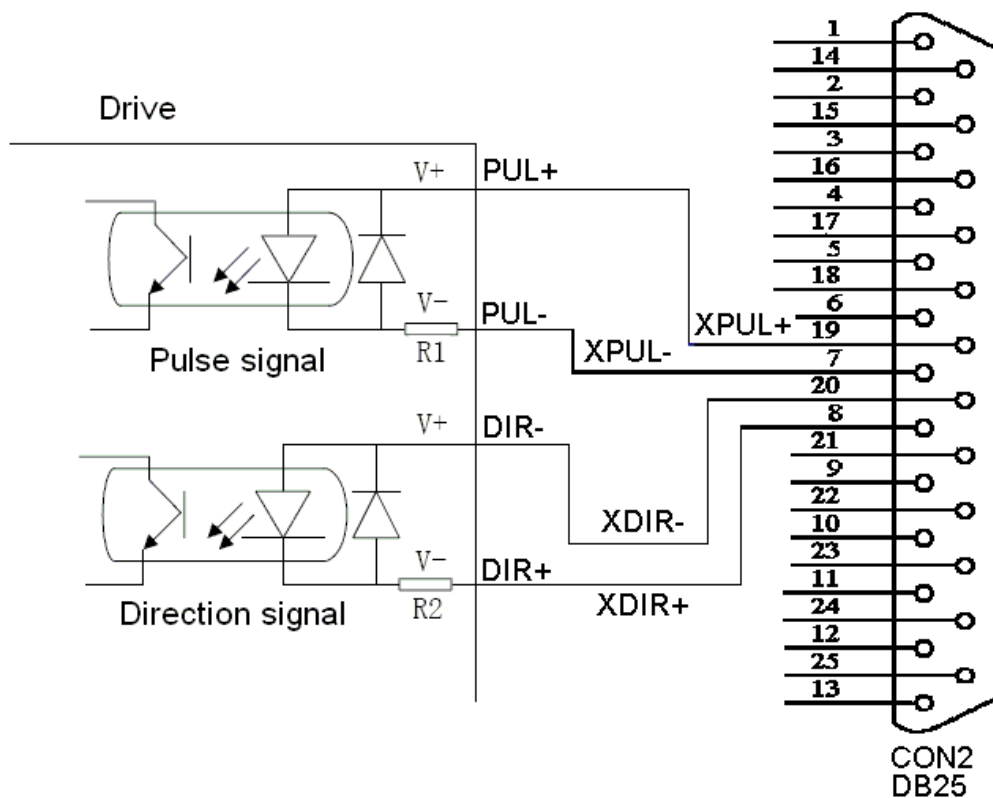 Drive
V+
PUL+
V-
PUL-
R1
Pulse signal
XPUL+
XPUL-
V+
DIR-
XDIR-
V-
DIR+
R2
XDIR+
Direction signal
1
14
2
15
3
16
4
17
5
18
6
19
7
20
8
21
9
22
10
23
11
24
12
25
13
CON2
DB25